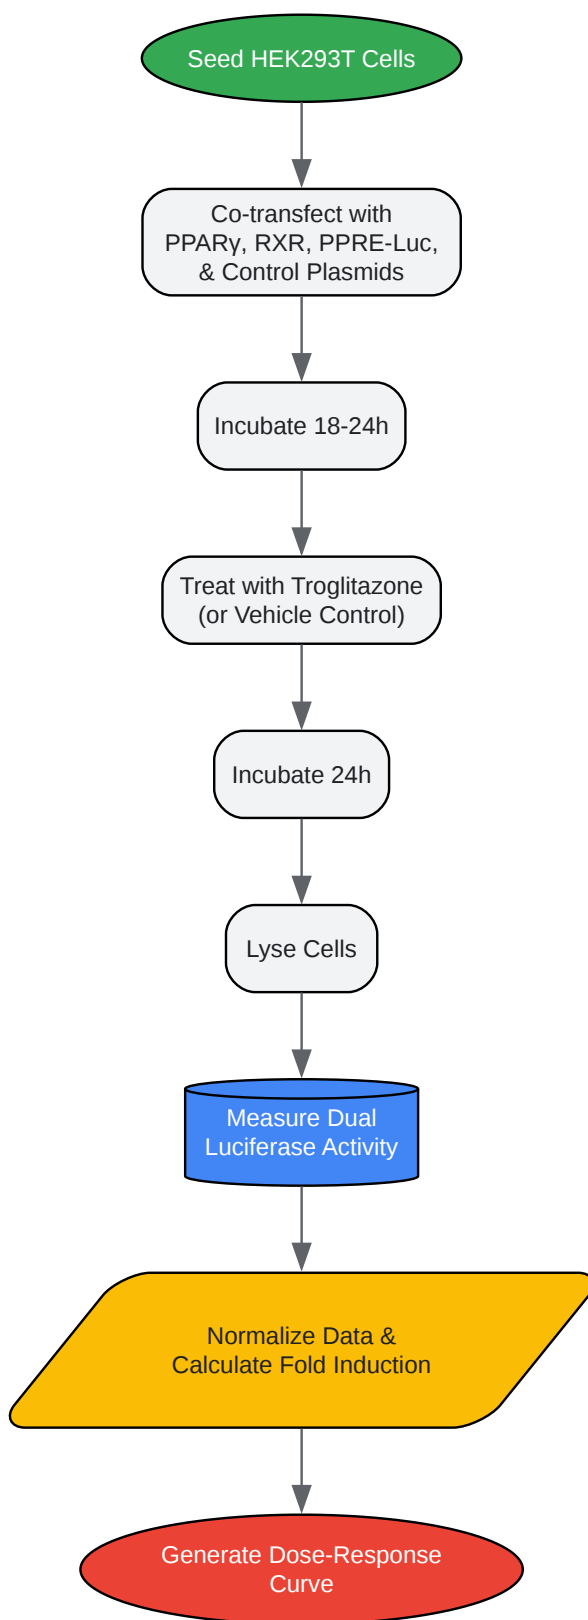 Seed HEK293T Cells
Co-transfect with
PPARγ, RXR, PPRE-Luc,
& Control Plasmids
Incubate 18-24h
Treat with Troglitazone
(or Vehicle Control)
Incubate 24h
Lyse Cells
Measure Dual
Luciferase Activity
Normalize Data &
Calculate Fold Induction
Generate Dose-Response
Curve